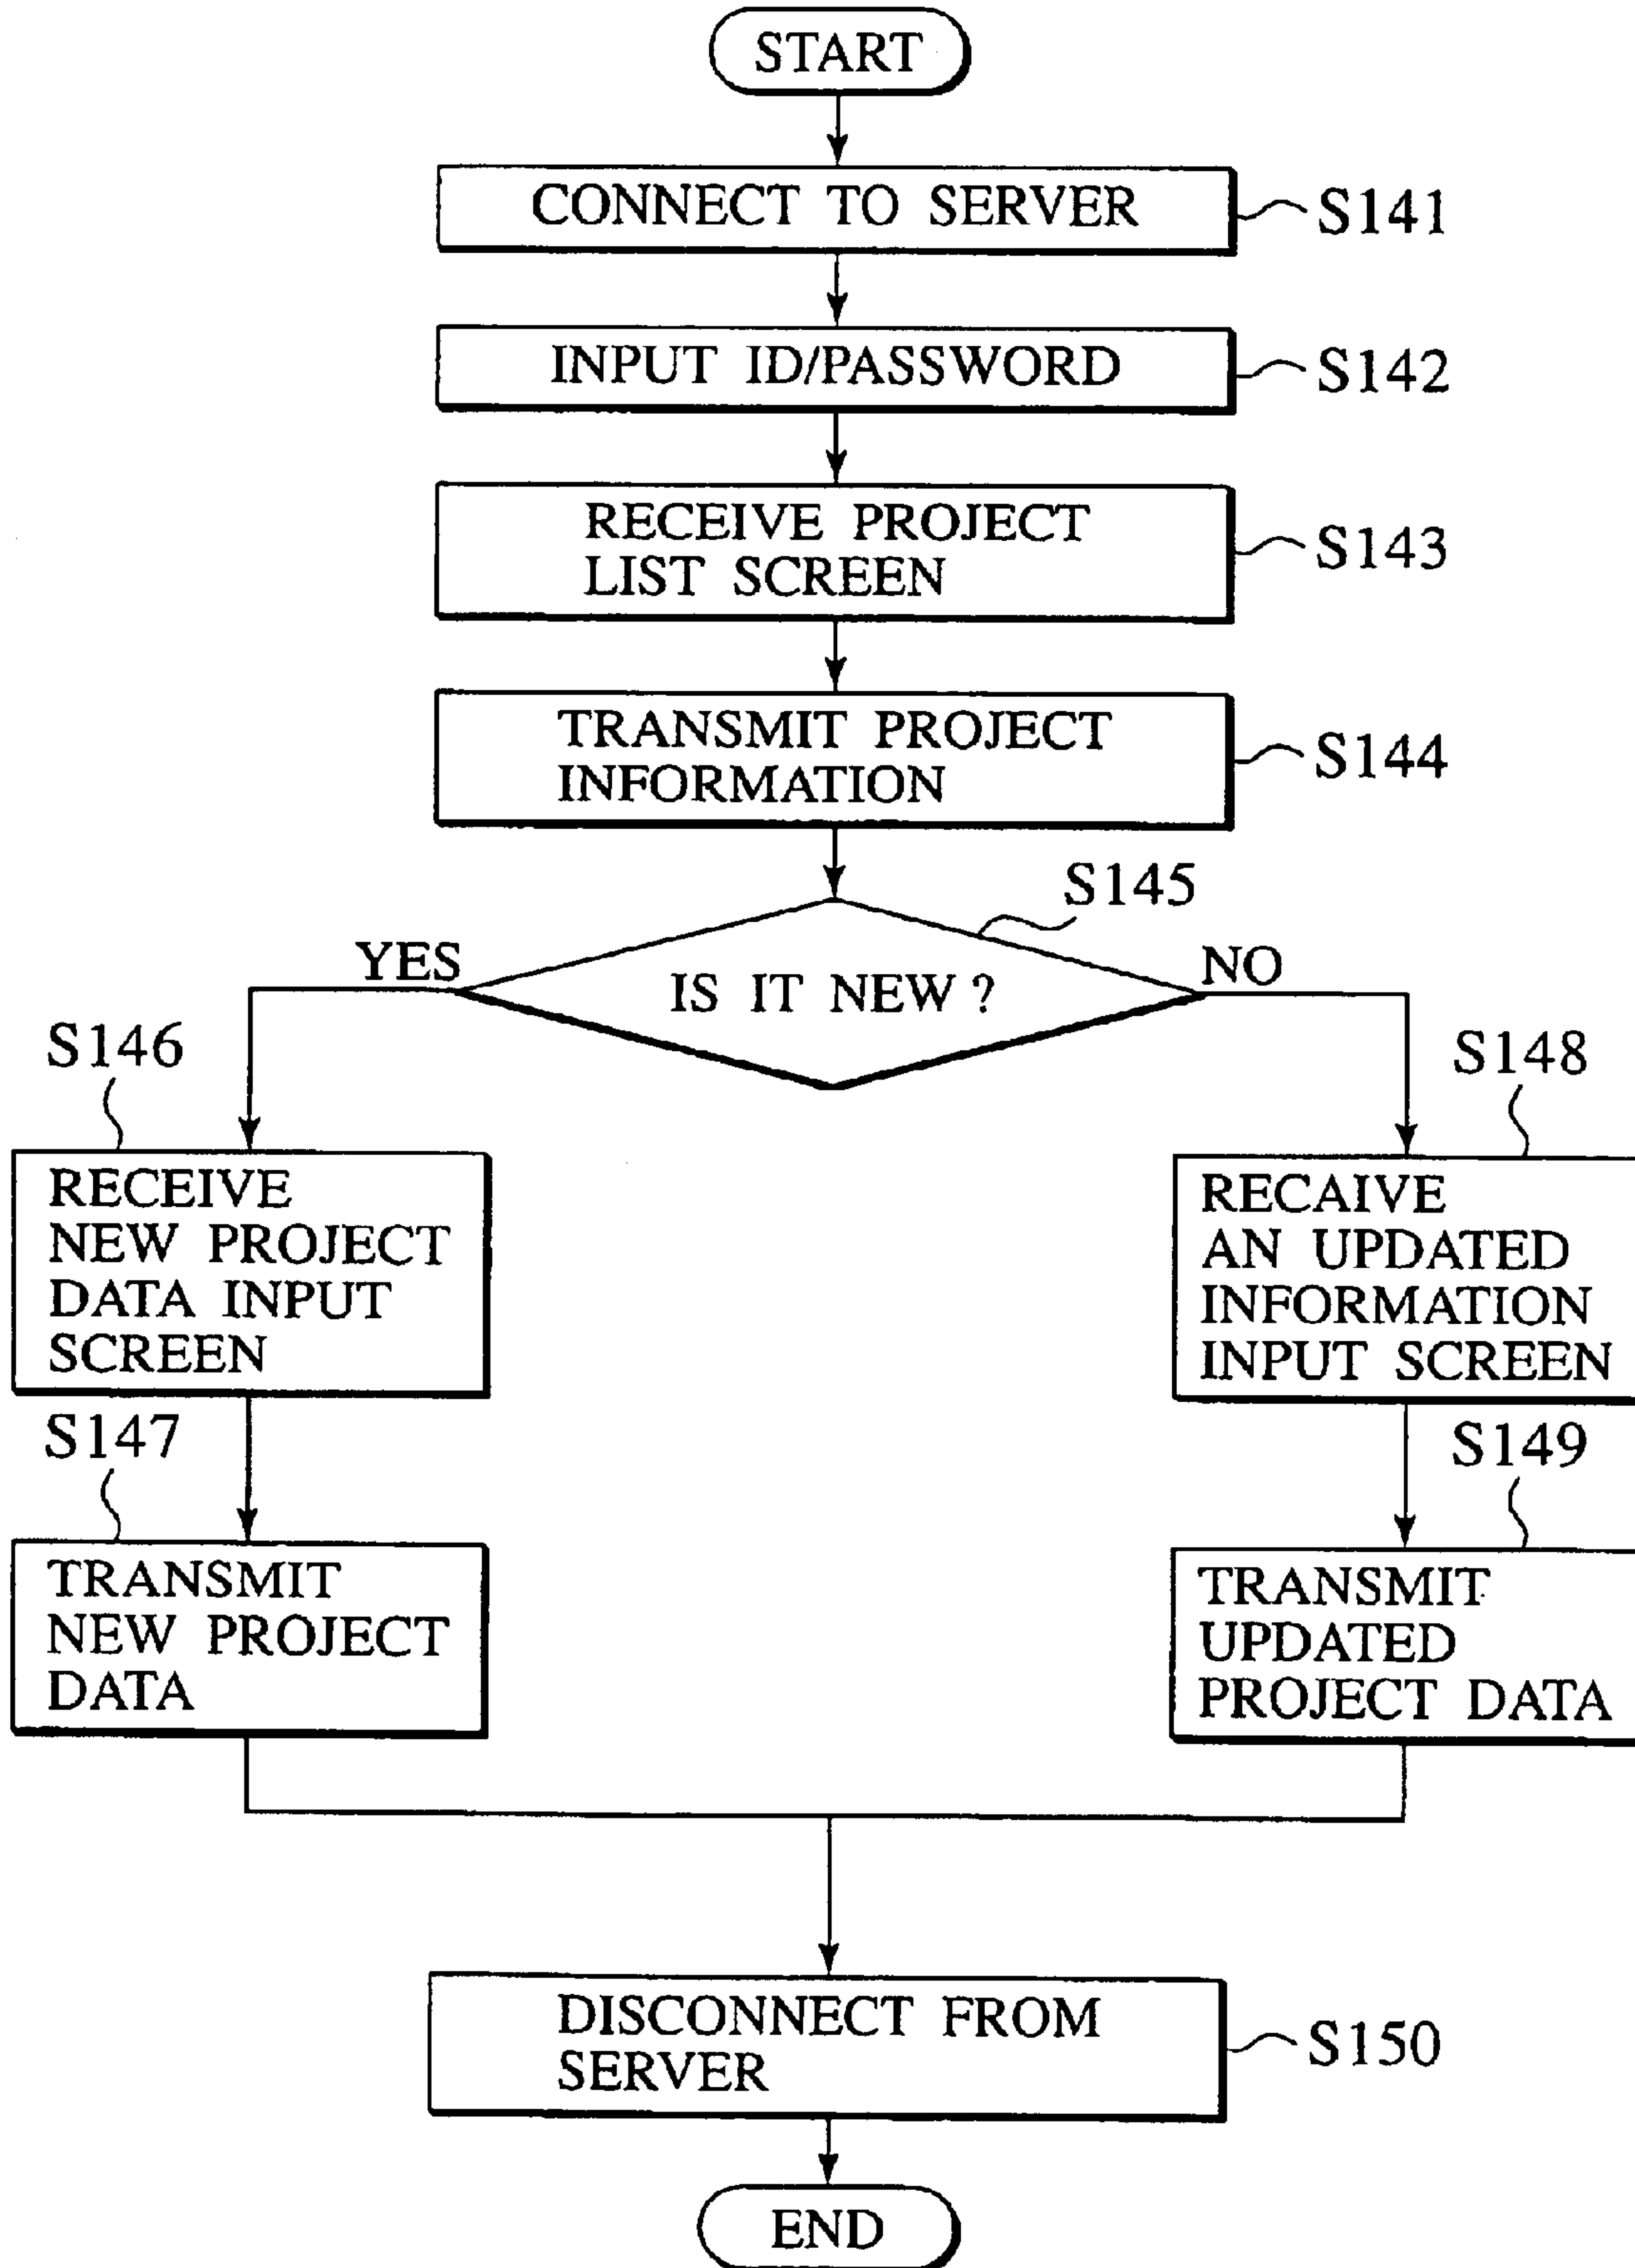 START
CONNECT TO SERVER
S141
INPUT ID/PASSWORD
S142
RECEIVE PROJECT
LIST SCREEN
S143
TRANSMIT PROJECT
INFORMATION
S144
S145
YES
IS IT NEW ?
NO
S146
RECEIVE
NEW PROJECT
DATA INPUT
SCREEN
S147
TRANSMIT
NEW PROJECT
DATA
S148
RECAIVE
AN UPDATED
INFORMATION
INPUT SCREEN
S149
TRANSMIT
UPDATED
PROJECT DATA
DISCONNECT FROM
SERVER
S150
END